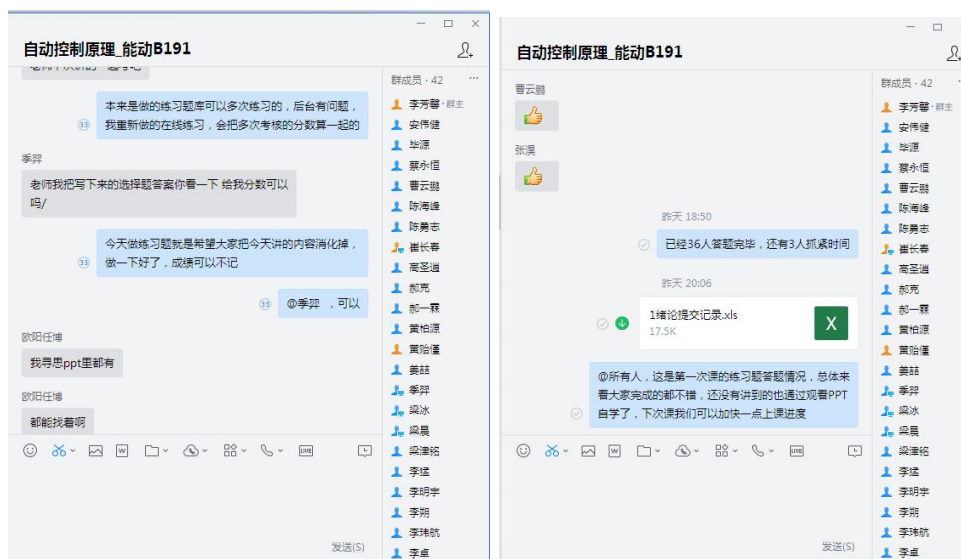 自动控制原理_能动B191
本来是做的练习题库可以多次练习的，后台有问题，
我重新做的在线练习，会把多次考核的分数算一起的
33
季羿
老师我把写下来的选择题答案你看一下 给我分数可以
吗/
今天做练习题就是希望大家把今天讲的内容消化掉，
做一下好了，成绩可以不记
33
@季羿 ，可以
33
欧阳任博
我寻思ppt里都有
欧阳任博
都能找着啊
发送(S)
群成员·42
李芳馨·群主
安伟健
毕源
蔡永恒
曹云翮
陈海峰
陈勇志
崔长春
高圣逍
郝克
郝一霖
黄柏源
黄贻僅
姜喆
季羿
梁冰
梁晨
梁津铭
李猛
李明宇
李朔
李玮航
李卓
自动控制原理_能动B191
曹云翮
张淏
昨天 18:50
已经36人答题完毕，还有3人抓紧时间
昨天 20:06
1绪论提交记录.xls
17.5K
X
@所有人，这是第一次课的练习题答题情况，总体来
看大家完成的都不错，还没有讲到的也通过观看PPT
自学了，下次课我们可以加快一点上课进度
发送(S)
群成员·42
李芳馨·群主
安伟健
毕源
蔡永恒
曹云翮
陈海峰
陈勇志
崔长春
高圣逍
郝克
郝一霖
黄柏源
黄贻僅
姜喆
季羿
梁冰
梁晨
梁津铭
李猛
李明宇
李朔
李玮航
李卓